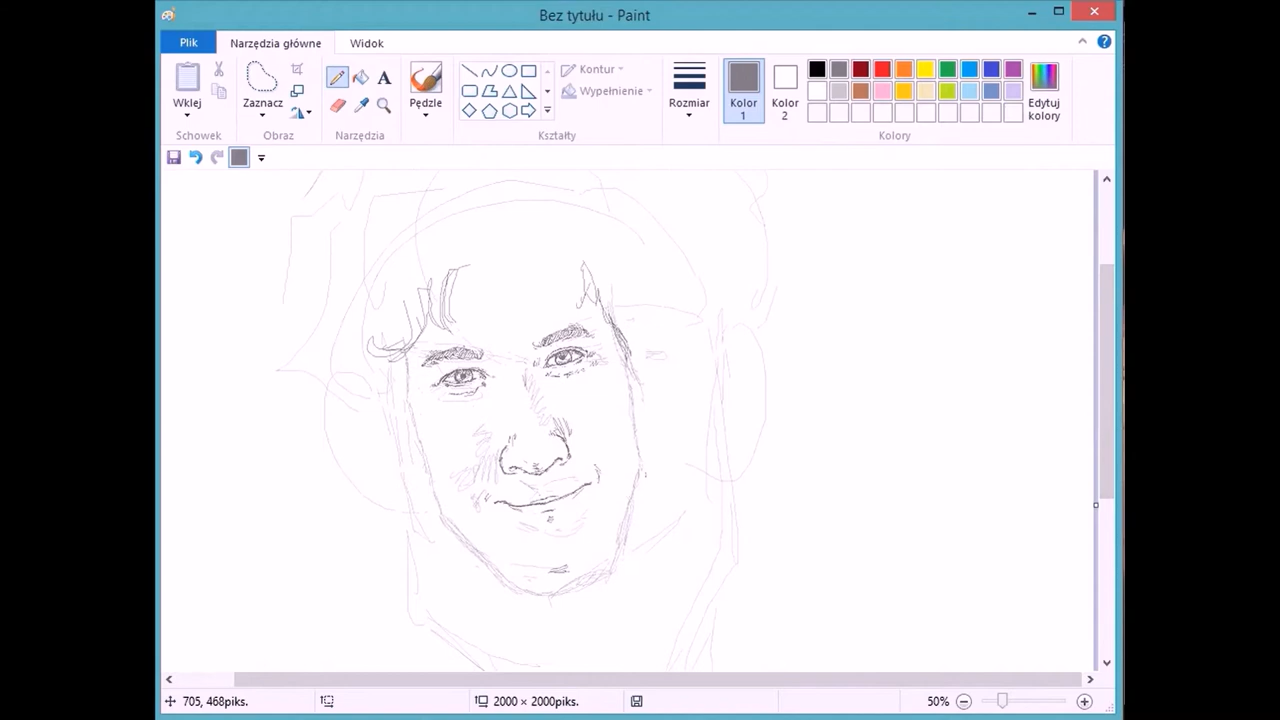 Bez tytułu - Paint
Plik Narzędzia główne Widok
Wklej Zaznacz A Pędzle Kontur Wypełnienie Rozmiar Kolor 1 Kolor 2 Edytuj kolory
Schowek Obraz Narzędzia Kształty Kolory
705, 468piks. 2000 × 2000piks. 50%